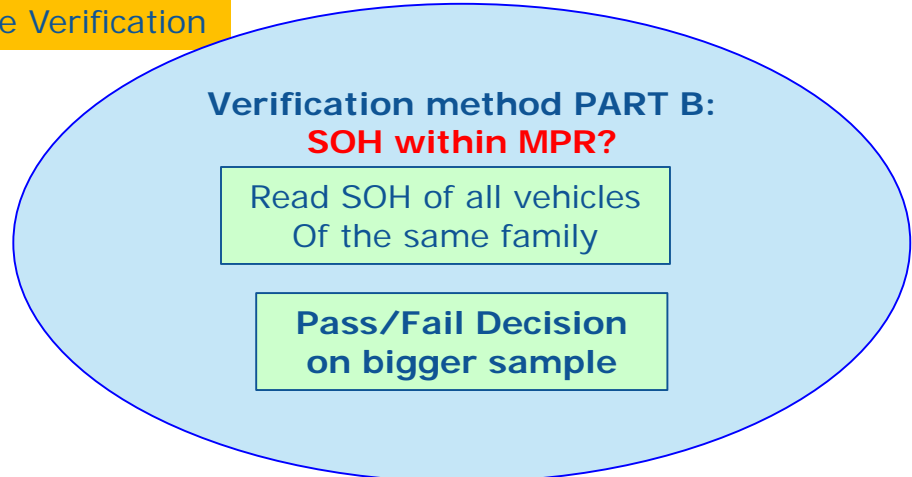 e Verification
Verification method PART B:
SOH within MPR?
Read SOH of all vehicles
Of the same family
Pass/Fail Decision
on bigger sample